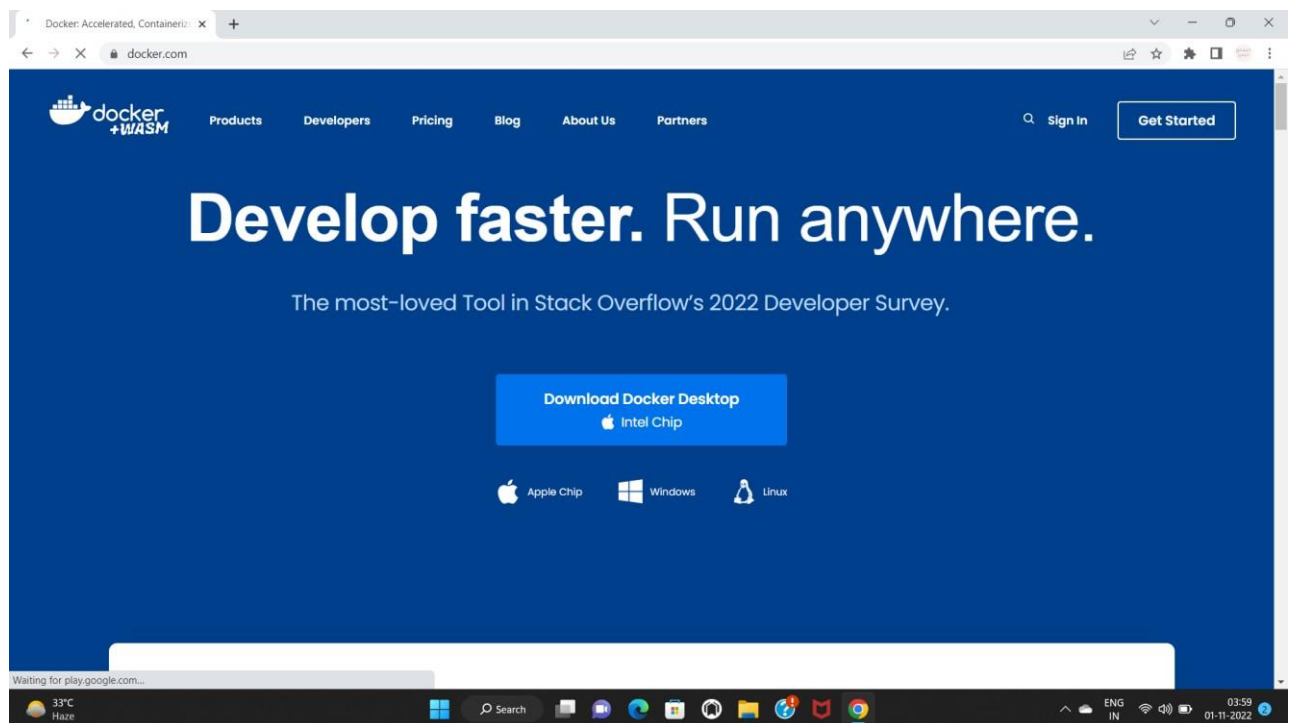 Docker: Accelerated, Containeriz
docker.com
docker
+WASM
Products Developers Pricing Blog About Us Partners Sign In Get Started
Develop faster. Run anywhere.
The most-loved Tool in Stack Overflow's 2022 Developer Survey.
Download Docker Desktop
Intel Chip
Apple Chip Windows Linux
Waiting for play.google.com...
33°C
Haze
Search
ENG
IN
03:59
01-11-2022
2